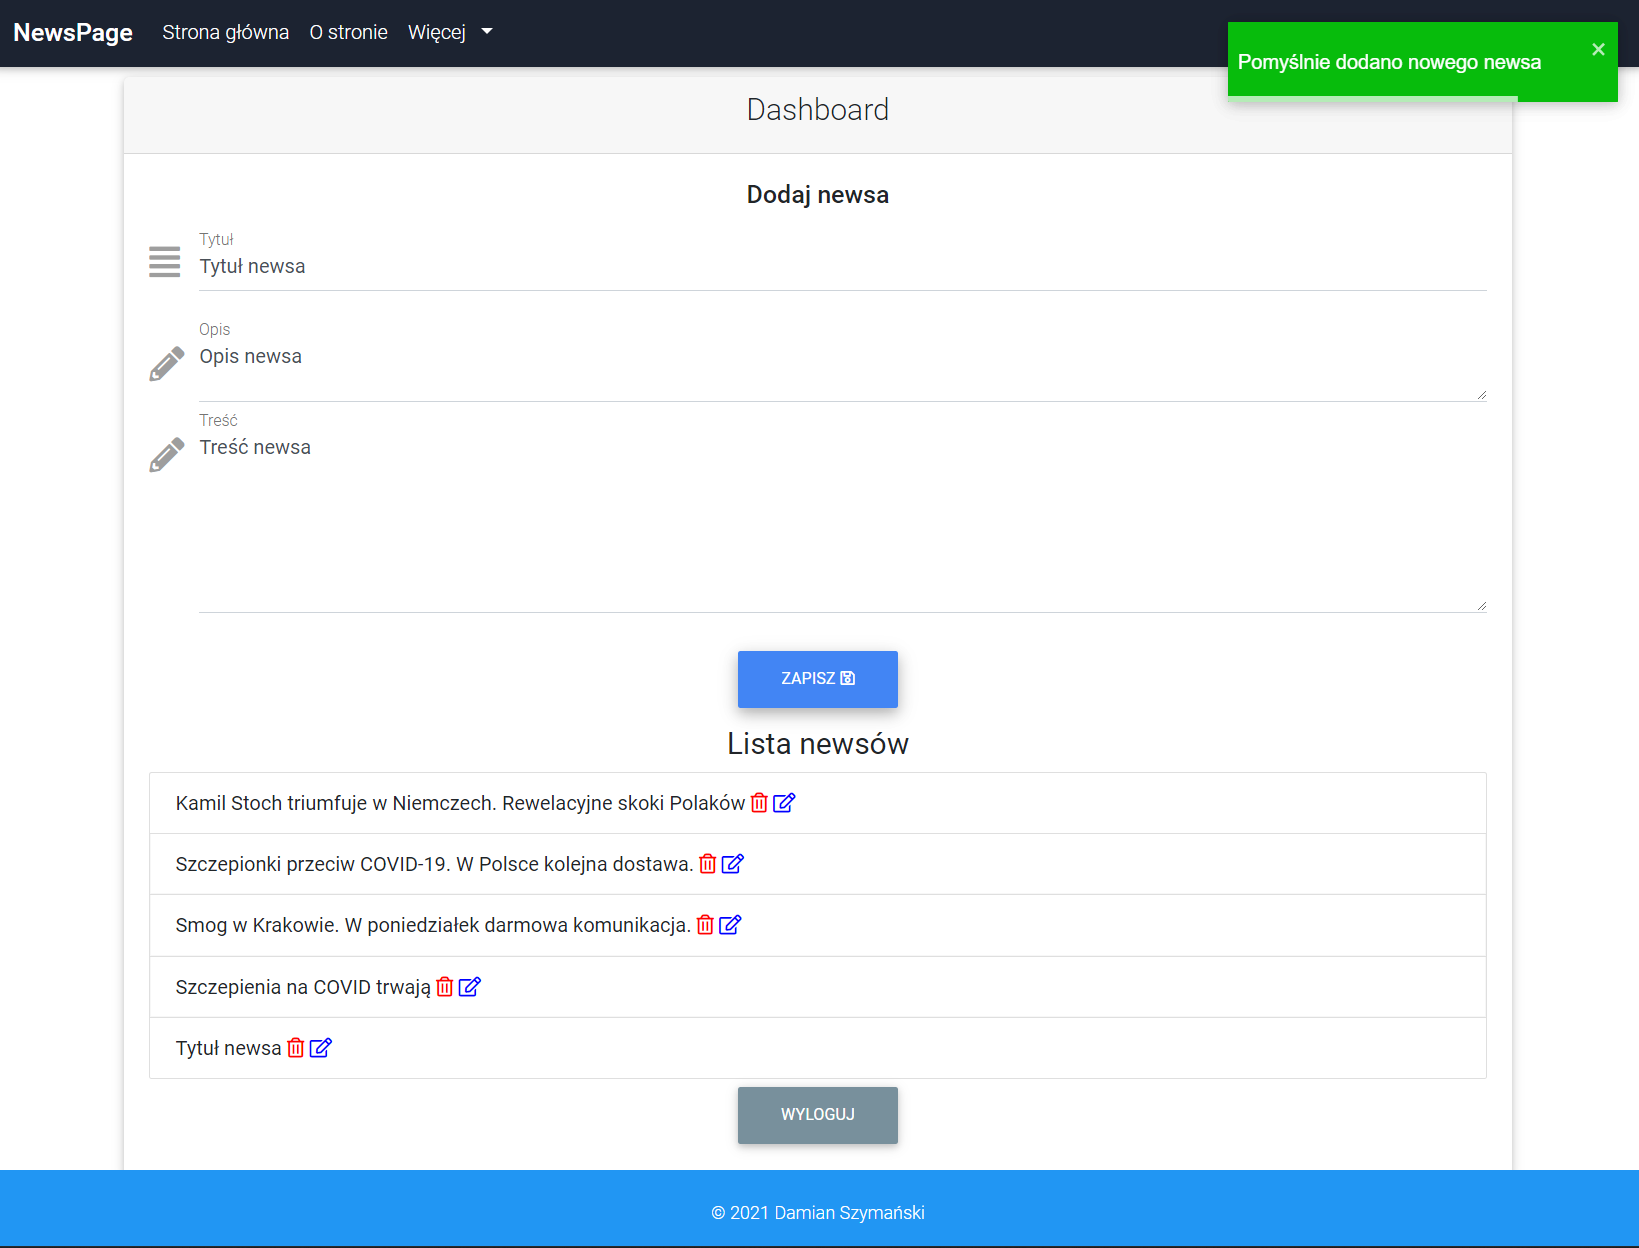 NewsPage Strona główna O stronie Więcej
Pomyślnie dodano nowego newsa ×
Dashboard
Dodaj newsa
Tytuł
Tytuł newsa
Opis
Opis newsa
Treść
Treść newsa
ZAPISZ
Lista newsów
Kamil Stoch triumfuje w Niemczech. Rewelacyjne skoki Polaków
Szczepionki przeciw COVID-19. W Polsce kolejna dostawa.
Smog w Krakowie. W poniedziałek darmowa komunikacja.
Szczepienia na COVID trwają
Tytuł newsa
WYLOGUJ
© 2021 Damian Szymański